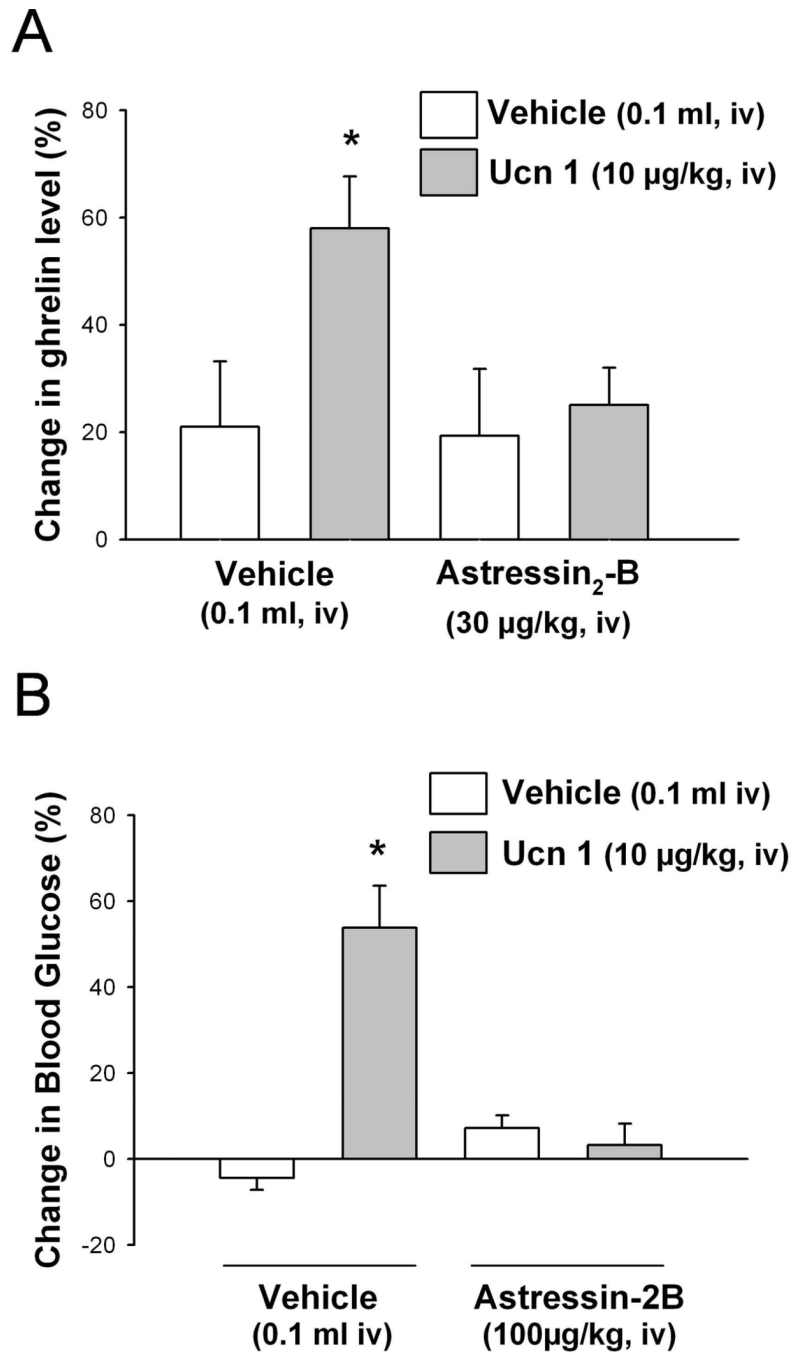 A
Vehicle (0.1 ml, iv)
Ucn 1 (10 µg/kg, iv)
Change in ghrelin level (%)
80
60
40
20
0
*
Vehicle
(0.1 ml, iv)
Astressin2-B
(30 µg/kg, iv)
B
Vehicle (0.1 ml iv)
Ucn 1 (10 µg/kg, iv)
Change in Blood Glucose (%)
80
60
40
20
0
-20
*
Vehicle
(0.1 ml iv)
Astressin-2B
(100µg/kg, iv)